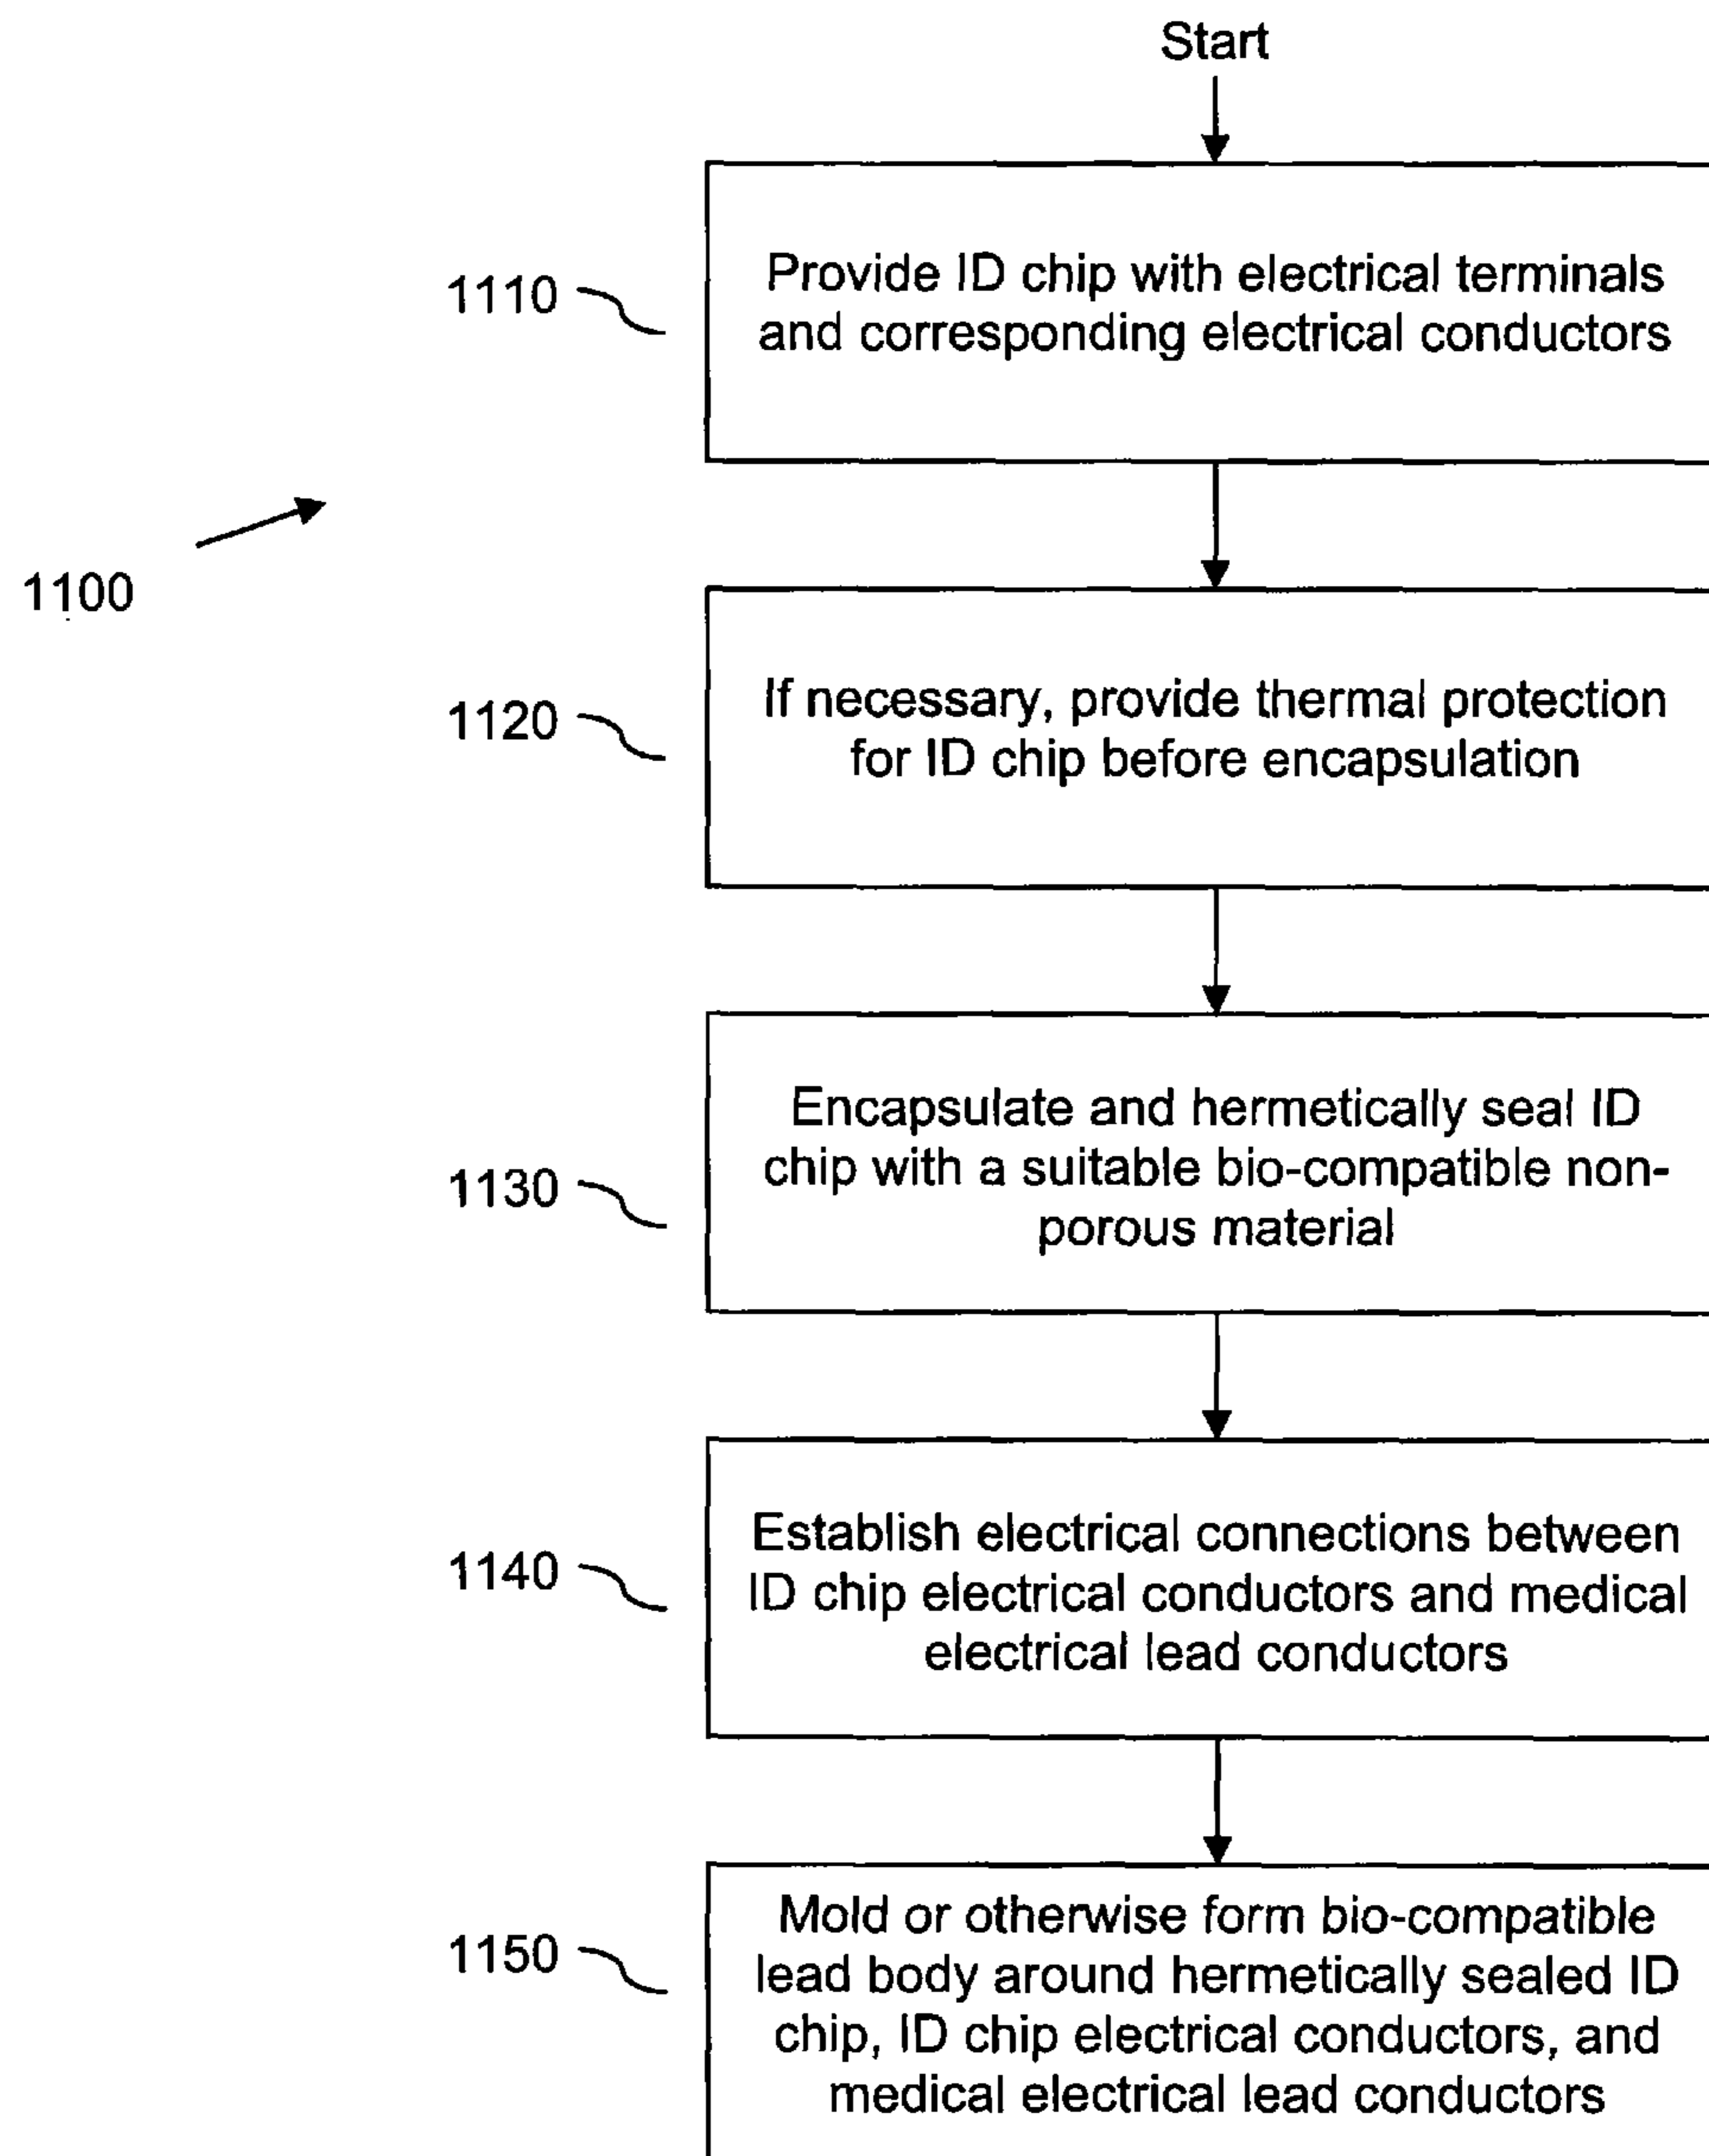 Start
1110
Provide ID chip with electrical terminals
and corresponding electrical conductors
1100
1120
If necessary, provide thermal protection
for ID chip before encapsulation
1130
Encapsulate and hermetically seal ID
chip with a suitable bio-compatible non-
porous material
1140
Establish electrical connections between
ID chip electrical conductors and medical
electrical lead conductors
1150
Mold or otherwise form bio-compatible
lead body around hermetically sealed ID
chip, ID chip electrical conductors, and
medical electrical lead conductors